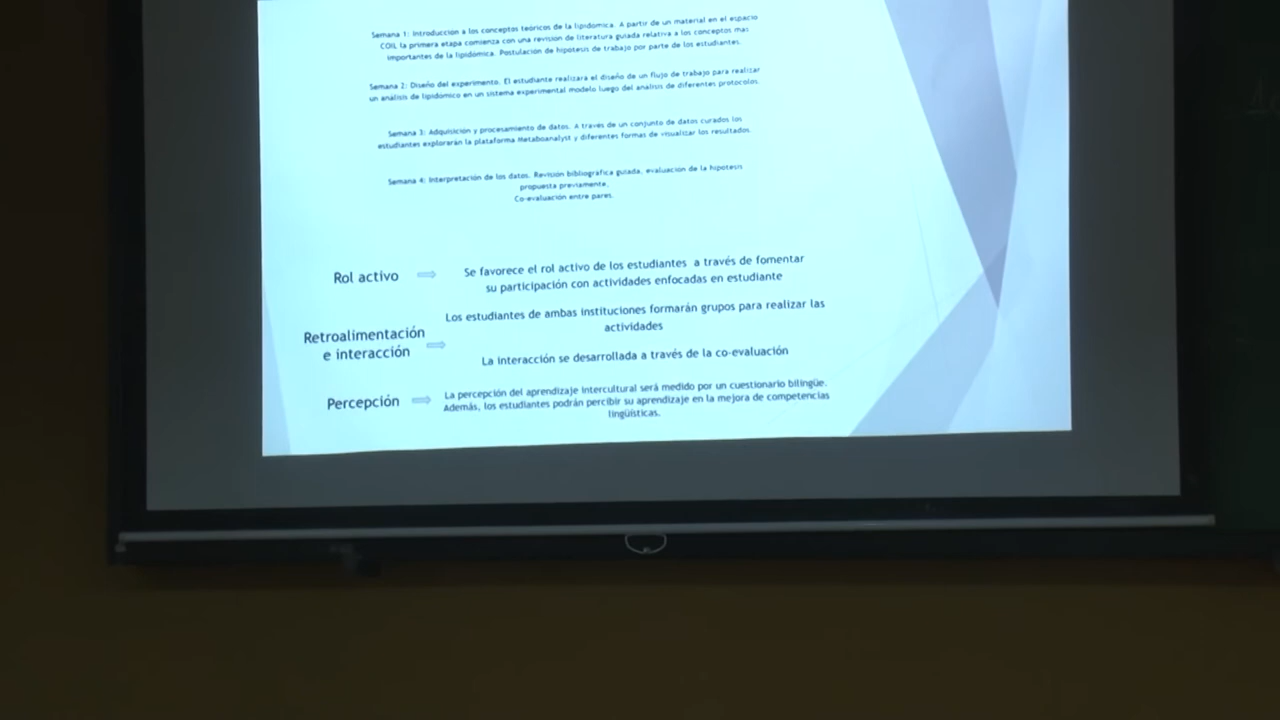 Semana 1: Introducción a los conceptos teóricos de la lipidómica. A partir de un material en el espacio
COIL la primera etapa comienza con una revisión de literatura guiada relativa a los conceptos mas
importantes de la lipidómica. Postulación de hipótesis de trabajo por parte de los estudiantes.
Semana 2: Diseño del experimento. El estudiante realizara el diseño de un flujo de trabajo para realizar
un análisis de lipidómico en un sistema experimental modelo luego del analisis de diferentes protocolos.
Semana 3: Adquisición y procesamiento de datos. A través de un conjunto de datos curados los
estudiantes explorarán la plataforma Metaboanalyst y diferentes formas de visualizar los resultados.
Semana 4: Interpretación de los datos. Revisión bibliográfica guiada, evaluación de la hipótesis
propuesta previamente.
Co-evaluación entre pares.
Rol activo
Se favorece el rol activo de los estudiantes a través de fomentar
su participación con actividades enfocadas en estudiante
Retroalimentación
e interacción
Los estudiantes de ambas instituciones formarán grupos para realizar las
actividades
La interacción se desarrollada a través de la co-evaluación
Percepción
La percepción del aprendizaje intercultural será medido por un cuestionario bilingüe.
Además, los estudiantes podrán percibir su aprendizaje en la mejora de competencias
lingüísticas.